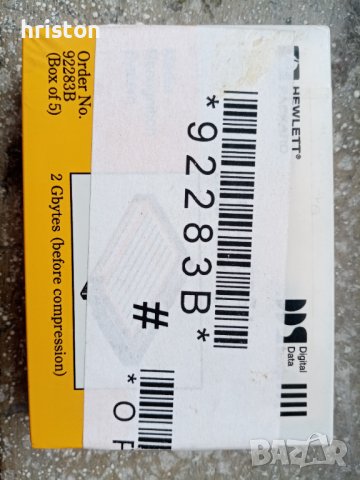 hriston
Order No.
92283B
(Box of 5)
2 Gbytes (before compression)
HEWLETT®
*92283B*
#
*OF
Digital
Data
BAZAR